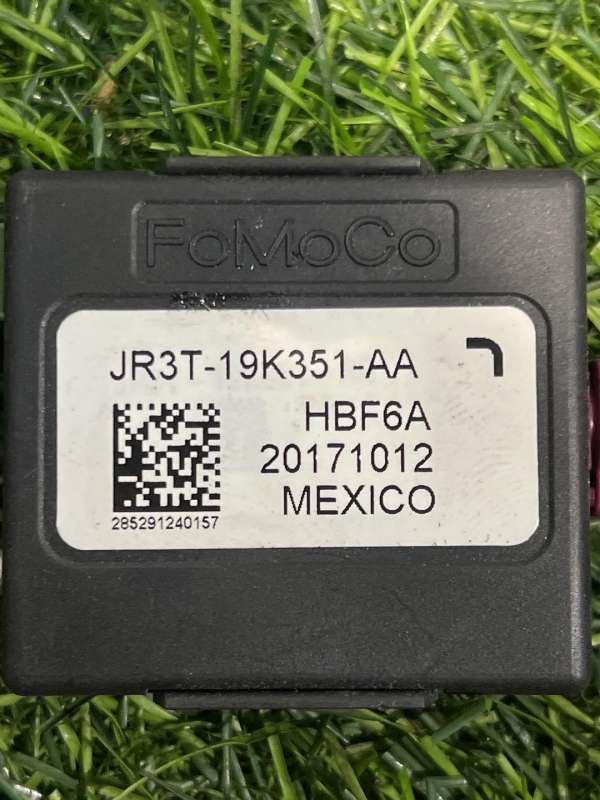 FoMoCo
JR3T-19K351-AA
HBF6A
20171012
MEXICO
285291240157